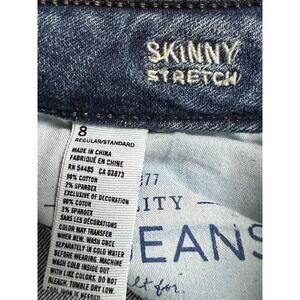 SKINNY
STRETCH
8
REGULAR/STANDARD
MADE IN CHINA
FABRIQUÉ EN CHINE
RN 54485 CA 03873
98% COTTON
2% SPANDEX
EXCLUSIVE OF DECORATION
98% COTON
2% SPANDEX
SANS LES DÉCORATIONS
COLOR MAY TRANSFER
WHEN NEW. WASH ONCE
SEPARATELY IN COLD WATER
BEFORE WEARING. MACHINE
WASH COLD INSIDE OUT
WITH LIKE COLORS. DO NOT
BLEACH. TUMBLE DRY LOW.
77
ITY
JEANS
for.